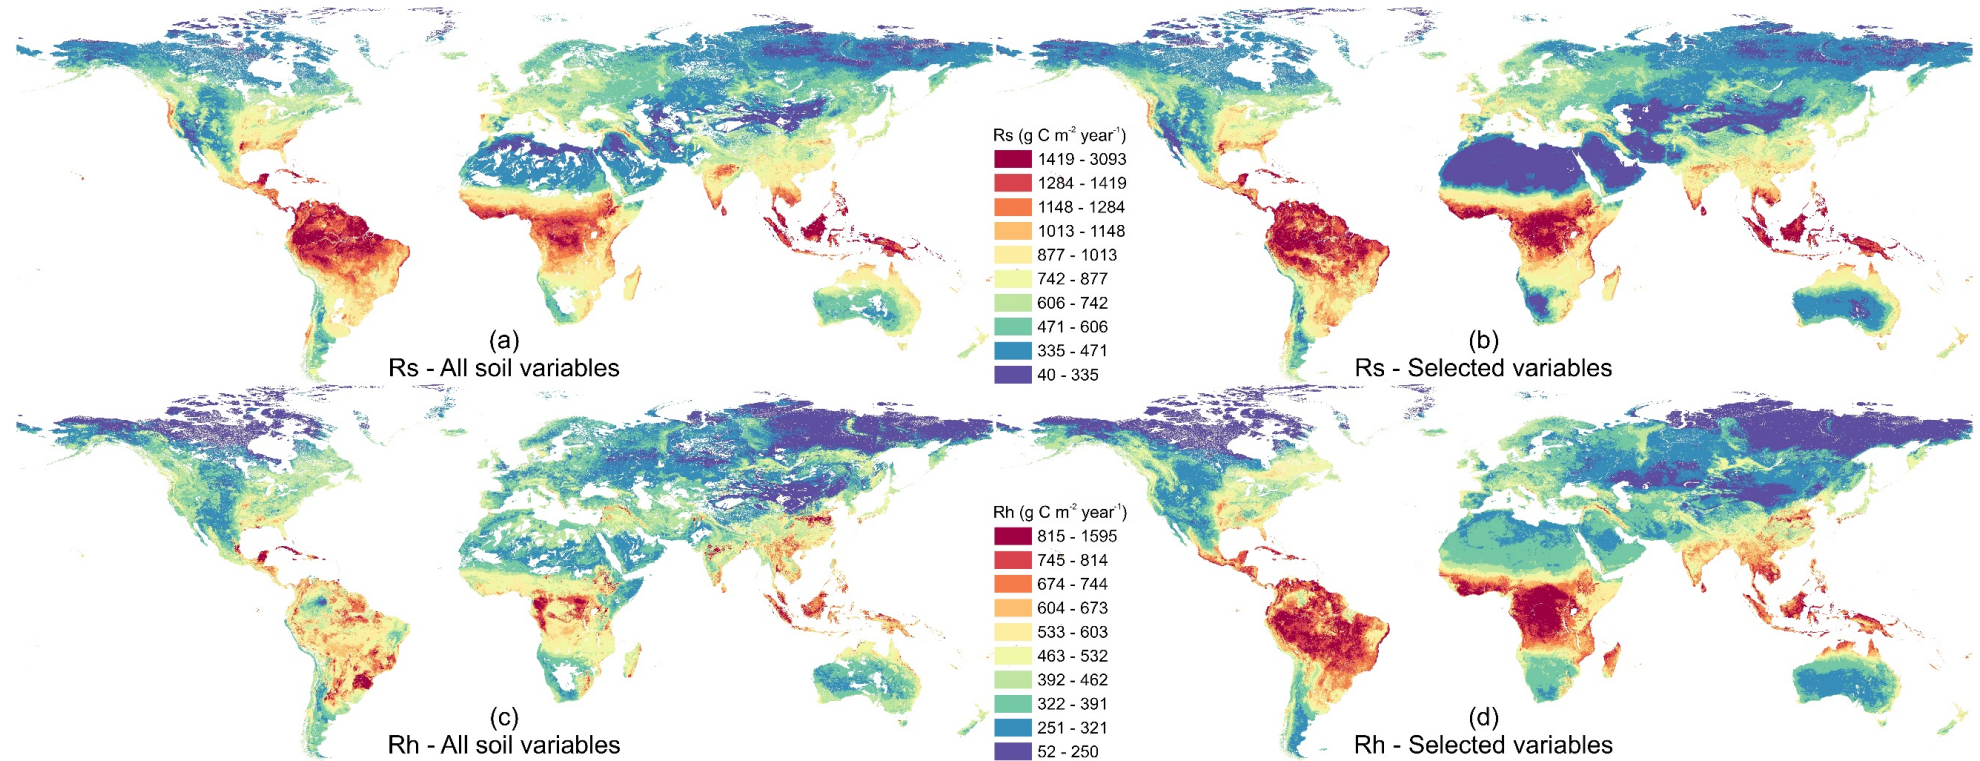 Rs (g C m⁻² year⁻¹)
1419 - 3093
1284 - 1419
1148 - 1284
1013 - 1148
877 - 1013
742 - 877
606 - 742
471 - 606
335 - 471
40 - 335
(a)
Rs - All soil variables
(b)
Rs - Selected variables
Rh (g C m⁻² year⁻¹)
815 - 1595
745 - 814
674 - 744
604 - 673
533 - 603
463 - 532
392 - 462
322 - 391
251 - 321
52 - 250
(c)
Rh - All soil variables
(d)
Rh - Selected variables